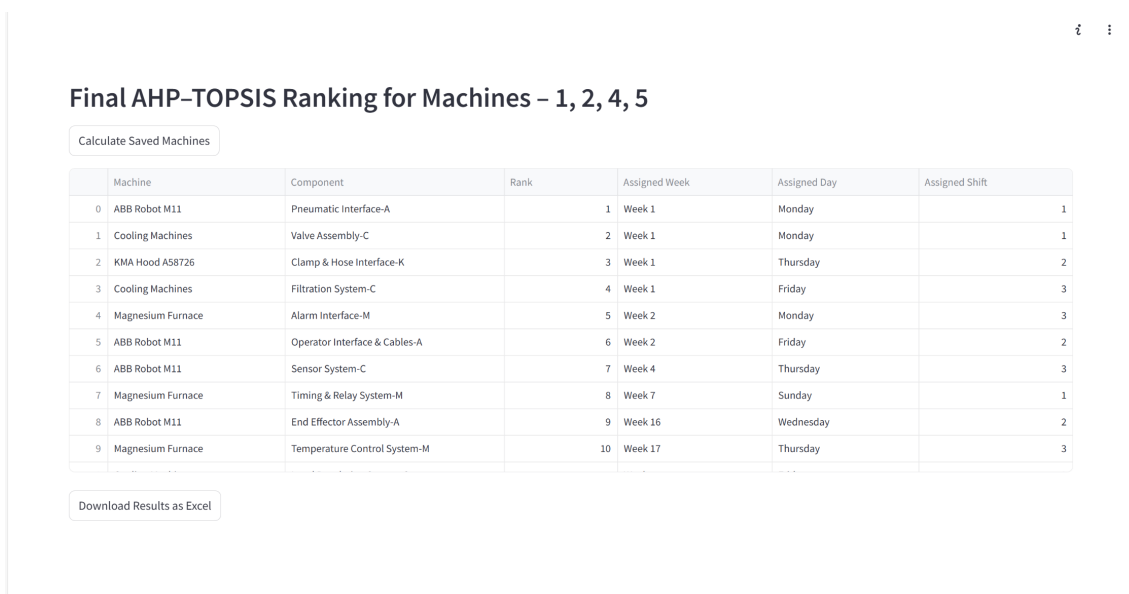 Final AHP–TOPSIS Ranking for Machines – 1, 2, 4, 5
Calculate Saved Machines
Machine Component Rank Assigned Week Assigned Day Assigned Shift
0 ABB Robot M11 Pneumatic Interface-A 1 Week 1 Monday 1
1 Cooling Machines Valve Assembly-C 2 Week 1 Monday 1
2 KMA Hood A58726 Clamp & Hose Interface-K 3 Week 1 Thursday 2
3 Cooling Machines Filtration System-C 4 Week 1 Friday 3
4 Magnesium Furnace Alarm Interface-M 5 Week 2 Monday 3
5 ABB Robot M11 Operator Interface & Cables-A 6 Week 2 Friday 2
6 ABB Robot M11 Sensor System-C 7 Week 4 Thursday 3
7 Magnesium Furnace Timing & Relay System-M 8 Week 7 Sunday 1
8 ABB Robot M11 End Effector Assembly-A 9 Week 16 Wednesday 2
9 Magnesium Furnace Temperature Control System-M 10 Week 17 Thursday 3
Download Results as Excel